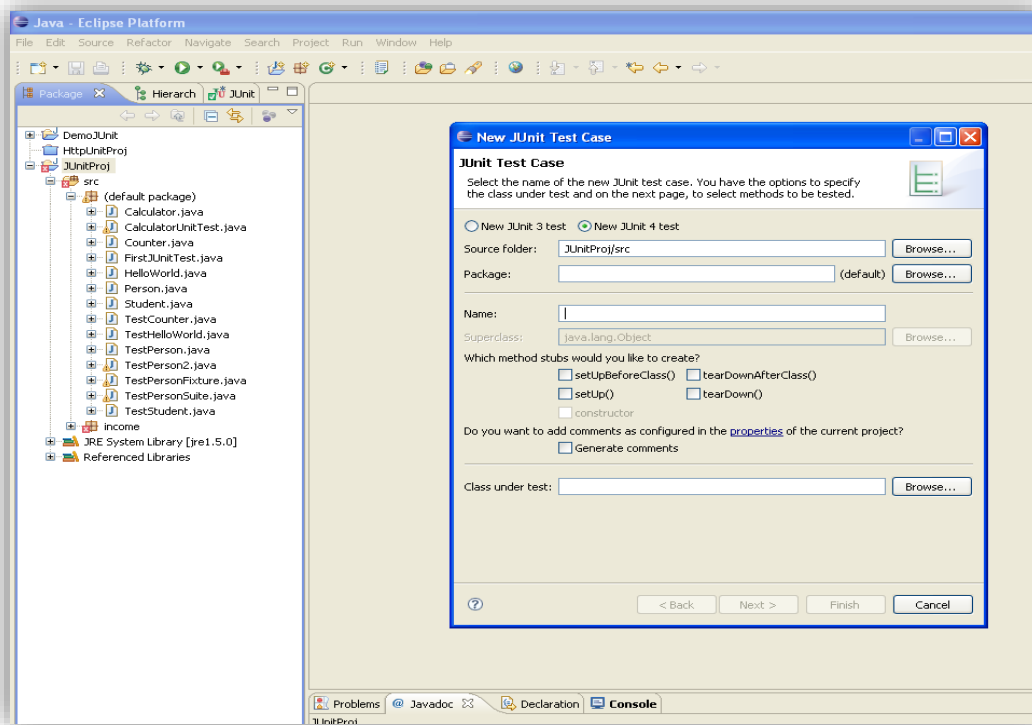 Java - Eclipse Platform
File Edit Source Refactor Navigate Search Project Run Window Help
Package Hierarch JUnit
DemoJUnit
HttpUnitProj
JUnitProj
src
(default package)
Calculator.java
CalculatorUnitTest.java
Counter.java
FirstJUnitTest.java
HelloWorld.java
Person.java
Student.java
TestCounter.java
TestHelloWorld.java
TestPerson.java
TestPerson2.java
TestPersonFixture.java
TestPersonSuite.java
TestStudent.java
income
JRE System Library [jre1.5.0]
Referenced Libraries
New JUnit Test Case
JUnit Test Case
Select the name of the new JUnit test case. You have the options to specify
the class under test and on the next page, to select methods to be tested.
New JUnit 3 test New JUnit 4 test
Source folder: JUnitProj/src Browse...
Package: (default) Browse...
Name:
Superclass: java.lang.Object Browse...
Which method stubs would you like to create?
setUpBeforeClass() tearDownAfterClass()
setUp() tearDown()
constructor
Do you want to add comments as configured in the properties of the current project?
Generate comments
Class under test: Browse...
< Back Next > Finish Cancel
Problems @ Javadoc Declaration Console
JUnitProj